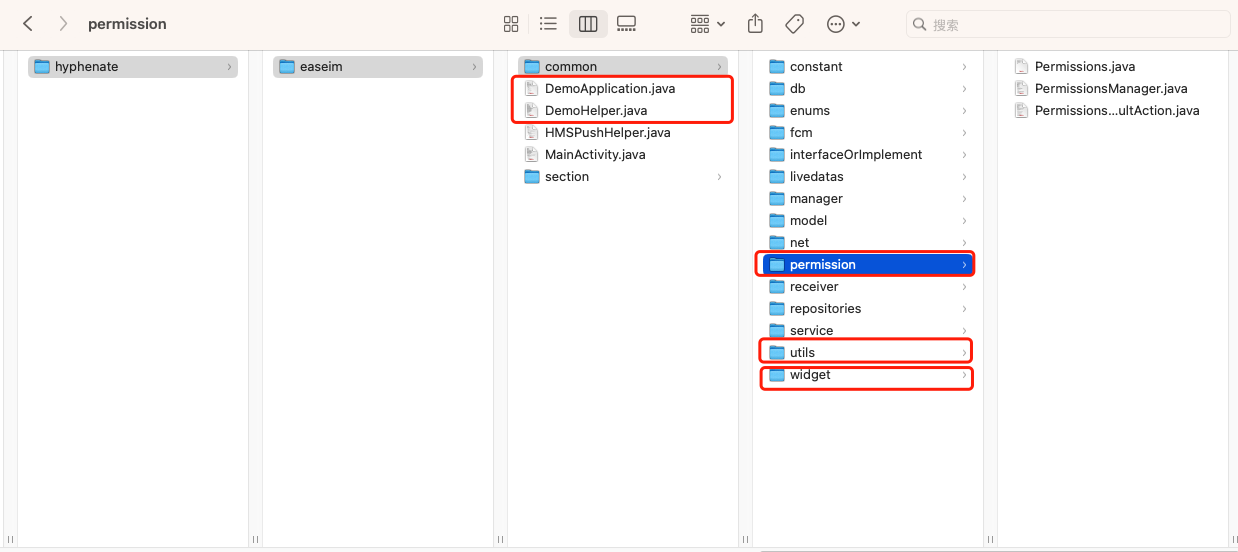 permission
搜索
hyphenate
easeim
common
DemoApplication.java
DemoHelper.java
HMSPushHelper.java
MainActivity.java
section
constant
db
enums
fcm
interfaceOrImplement
livedatas
manager
model
net
permission
receiver
repositories
service
utils
widget
Permissions.java
PermissionsManager.java
Permissions...ultAction.java